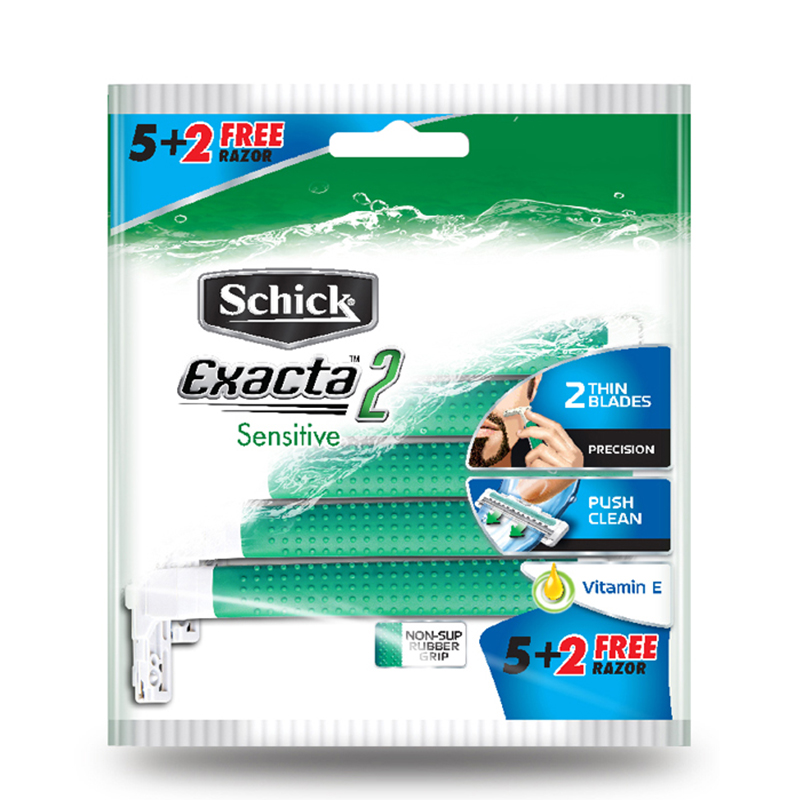 5+2 FREE
RAZOR
Schick®
Exacta™ 2
Sensitive
2 THIN
BLADES
PRECISION
PUSH
CLEAN
Vitamin E
NON-SLIP
RUBBER
GRIP
5+2 FREE
RAZOR